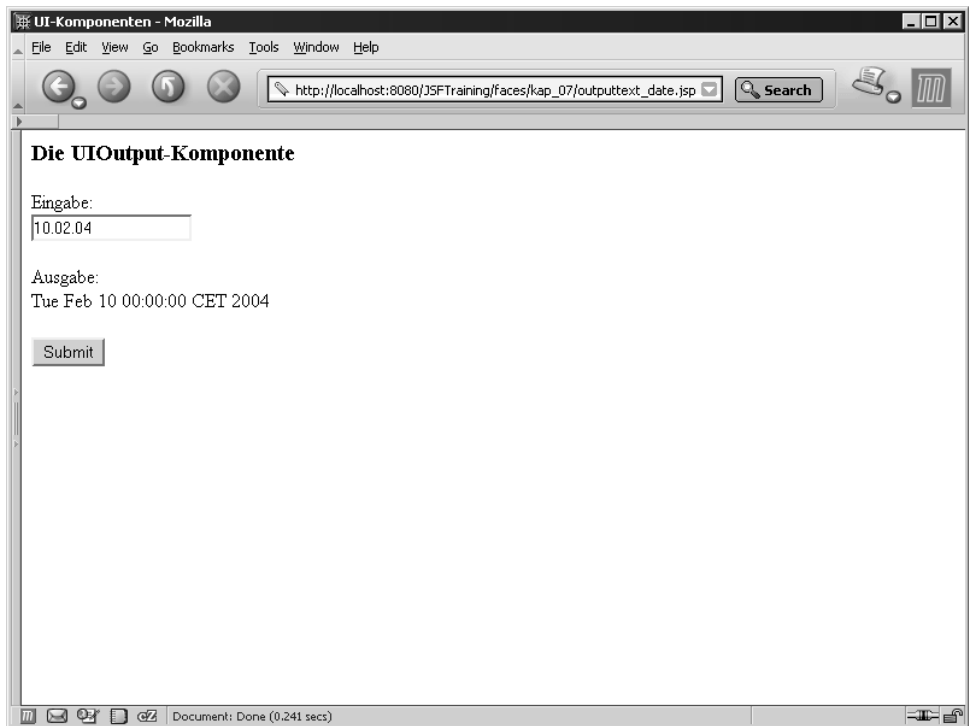 UI-Komponenten - Mozilla
File Edit View Go Bookmarks Tools Window Help
http://localhost:8080/JSFTraining/faces/kap_07/outputtext_date.jsp Search
Die UIOutput-Komponente
Eingabe:
10.02.04
Ausgabe:
Tue Feb 10 00:00:00 CET 2004
Submit
Document: Done (0.241 secs)